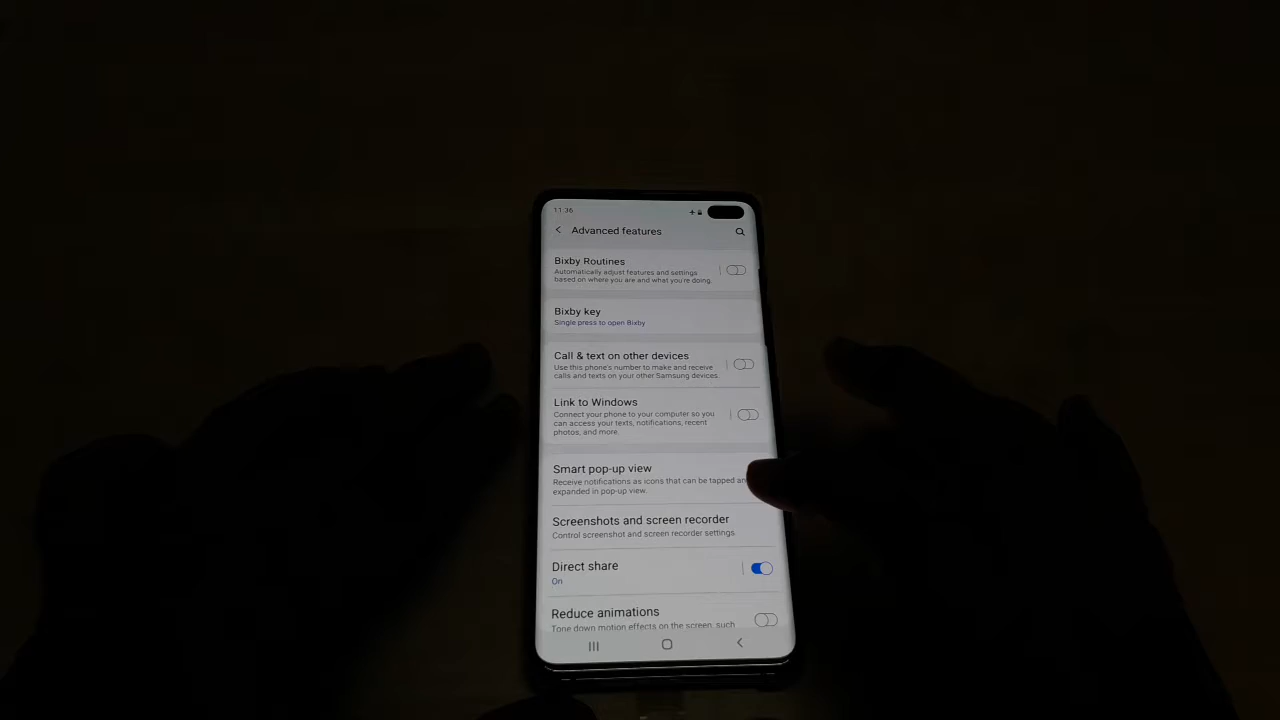 11:36
Advanced features
Bixby Routines
Automatically adjust features and settings
based on where you are and what you're doing.
Bixby key
Single press to open Bixby
Call & text on other devices
Use this phone's number to make and receive
calls and texts on your other Samsung devices.
Link to Windows
Connect your phone to your computer so you
can access your texts, notifications, recent
photos, and more.
Smart pop-up view
Receive notifications as icons that can be tapped
expanded in pop-up view.
Screenshots and screen recorder
Control screenshot and screen recorder settings.
Direct share
On
Reduce animations
Tone down motion effects on the screen, such